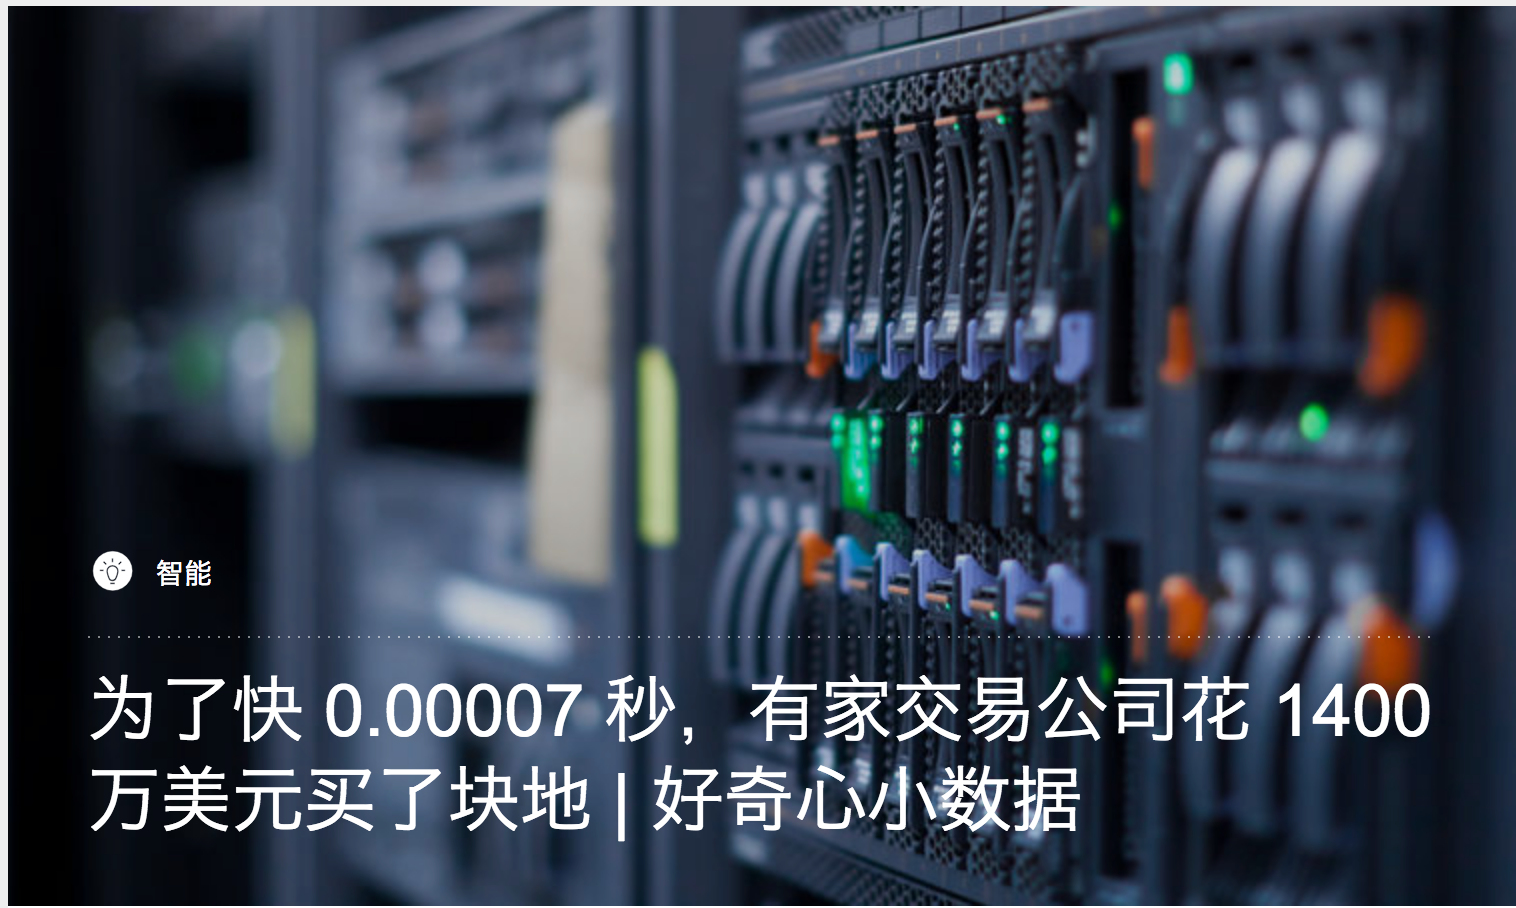 智能
为了快 0.00007 秒，有家交易公司花 1400
万美元买了块地 | 好奇心小数据